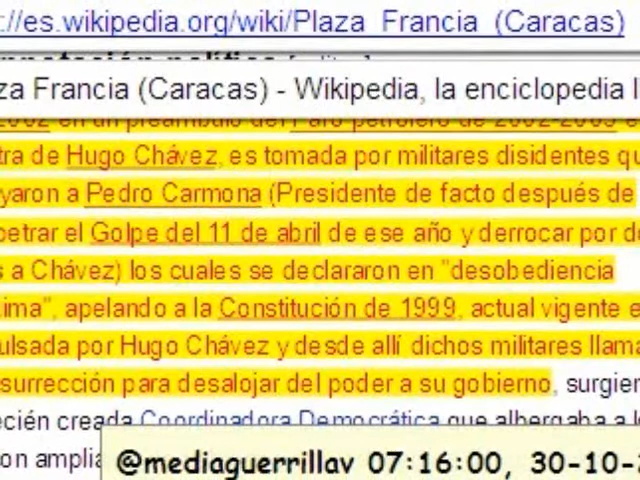 ://es.wikipedia.org/wiki/Plaza_Francia_(Caracas)
za Francia (Caracas) - Wikipedia, la enciclopedia l
2002 en un preámbulo del Paro petrolero de 2002-2003 e
tra de Hugo Chávez, es tomada por militares disidentes qu
yaron a Pedro Carmona (Presidente de facto después de
petrar el Golpe del 11 de abril de ese año y derrocar por d
s a Chávez) los cuales se declararon en "desobediencia
ima", apelando a la Constitución de 1999, actual vigente e
ulsada por Hugo Chávez y desde allí dichos militares llama
surrección para desalojar del poder a su gobierno, surgie
ecién creada Coordinadora Democrática que albergaba a l
on amplia
@mediaguerrillav 07:16:00, 30-10-2